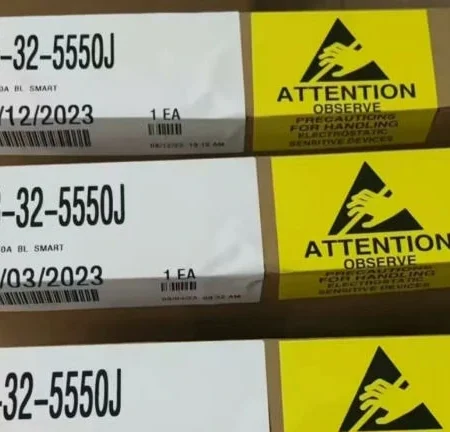 -32-5550J
0A BL SMART
/12/2023
1 EA
ATTENTION
OBSERVE
PRECAUTIONS
FOR HANDLING
ELECTROSTATIC
SENSITIVE DEVICES
-32-5550J
0A BL SMART
/03/2023
1 EA
ATTENTION
OBSERVE
PRECAUTIONS
FOR HANDLING
ELECTROSTATIC
SENSITIVE DEVICES
-32-5550J